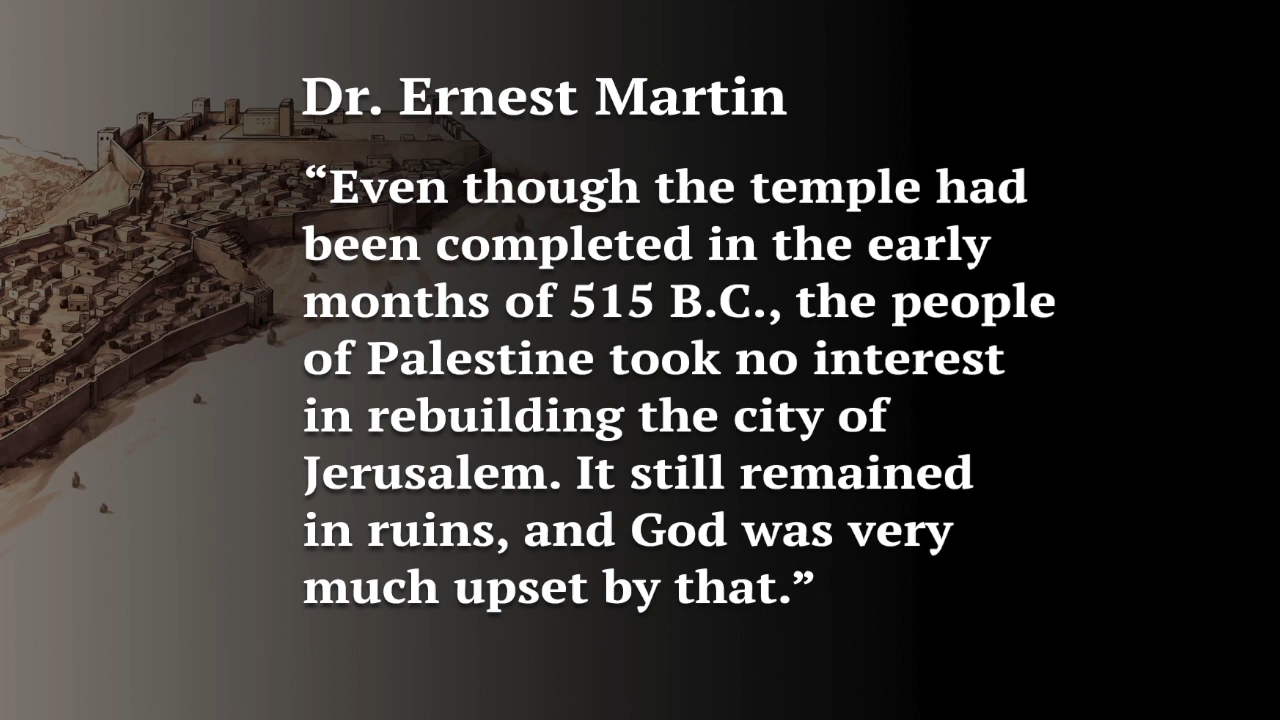 Dr. Ernest Martin
“Even though the temple had
been completed in the early
months of 515 B.C., the people
of Palestine took no interest
in rebuilding the city of
Jerusalem. It still remained
in ruins, and God was very
much upset by that.”